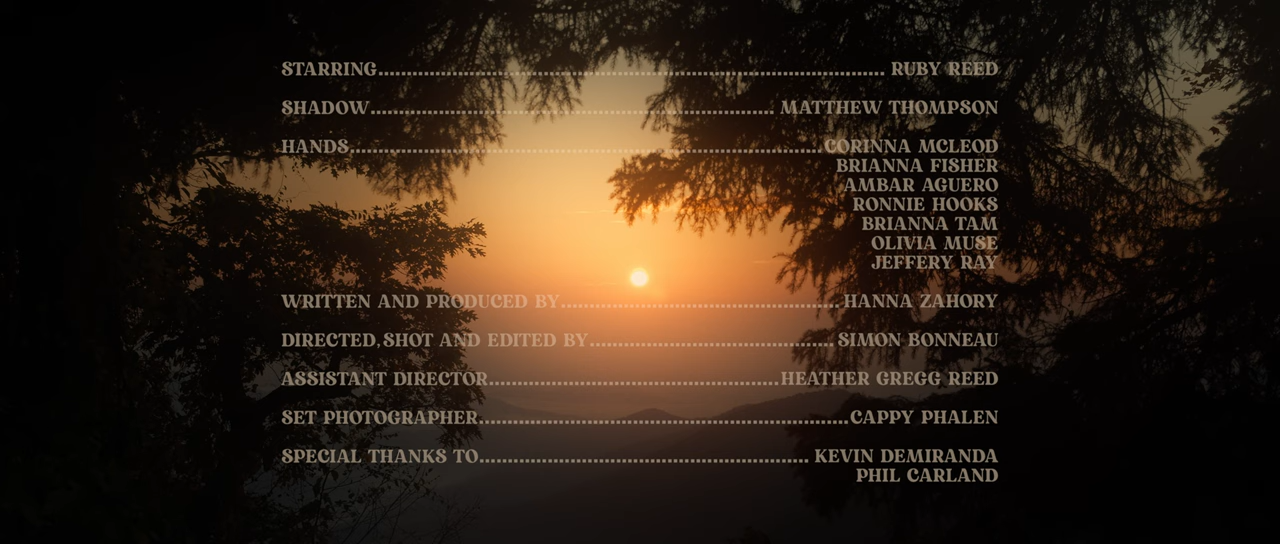 STARRING................................................................ RUBY REED
SHADOW................................................................ MATTHEW THOMPSON
HANDS................................................................CORINNA MCLEOD
BRIANNA FISHER
AMBAR AGUERO
RONNIE HOOKS
BRIANNA TAM
OLIVIA MUSE
JEFFERY RAY
WRITTEN AND PRODUCED BY................................................HANNA ZAHORY
DIRECTED, SHOT AND EDITED BY.......................................... SIMON BONNEAU
ASSISTANT DIRECTOR................................................HEATHER GREGG REED
SET PHOTOGRAPHER................................................................CAPPY PHALEN
SPECIAL THANKS TO........................................................ KEVIN DEMIRANDA
PHIL CARLAND